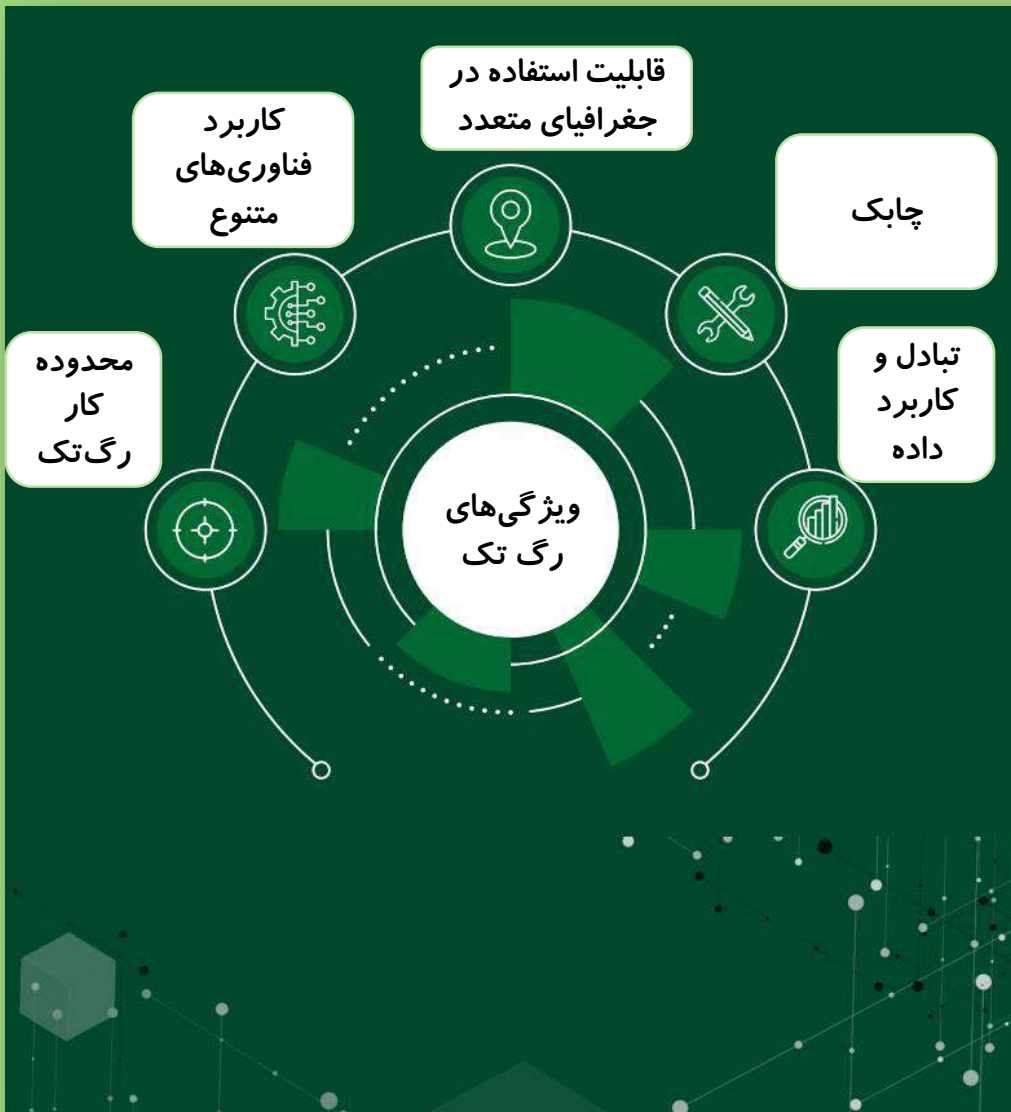 قابلیت استفاده در
جغرافیای متعدد
کاربرد
فناوری‌های
متنوع
چابک
محدوده
کار
رگ‌تک
تبادل و
کاربرد
داده
ویژگی‌های
رگ تک